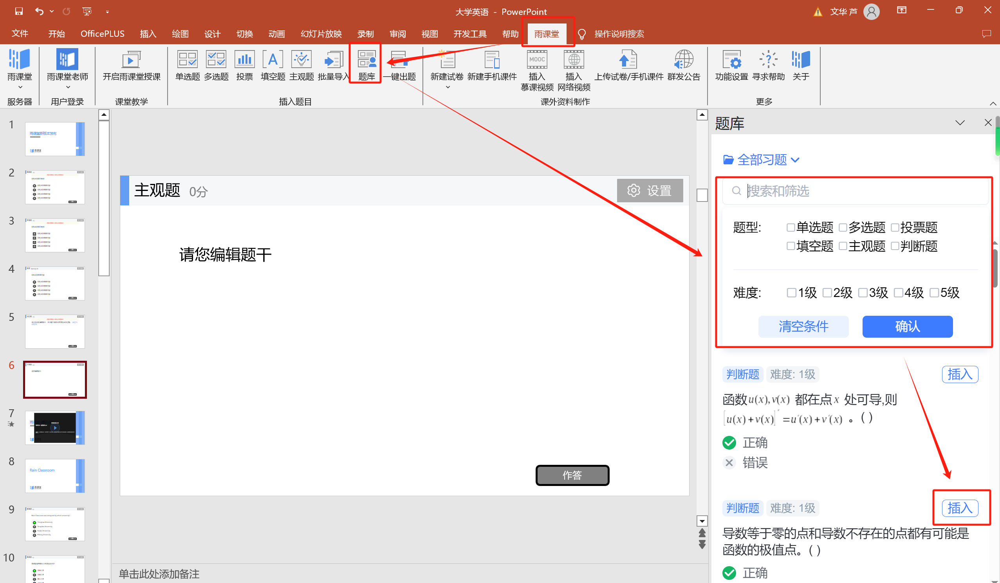 大学英语 - PowerPoint
文华 芦
文件 开始 OfficePLUS 插入 绘图 设计 切换 动画 幻灯片放映 录制 审阅 视图 开发工具 帮助 雨课堂 操作说明搜索
雨课堂 雨课堂老师 开启雨课堂授课 单选题 多选题 投票 填空题 主观题 批量导入 题库 一键出题 新建试卷 新建手机课件 插入 慕课视频 插入 网络视频 上传试卷/手机课件 群发公告 功能设置 寻求帮助 关于
MOOC
服务器 用户登录 课堂教学 插入题目 课外资料制作 更多
1
雨课堂新版本发布
雨课堂
2
3
4
5
6
7
8
Rain Classroom
雨课堂
9
Rain Classroom was designed by which university?
10
主观题 0分 设置
请您编辑题干
作答
单击此处添加备注
题库
全部习题
搜索和筛选
题型: 单选题 多选题 投票题
填空题 主观题 判断题
难度: 1级 2级 3级 4级 5级
清空条件 确认
判断题 难度: 1级 插入
函数u(x),v(x) 都在点x 处可导,则
[u(x)+v(x)]′=u′(x)+v′(x) 。( )
正确
错误
判断题 难度: 1级 插入
导数等于零的点和导数不存在的点都有可能是
函数的极值点。( )
正确